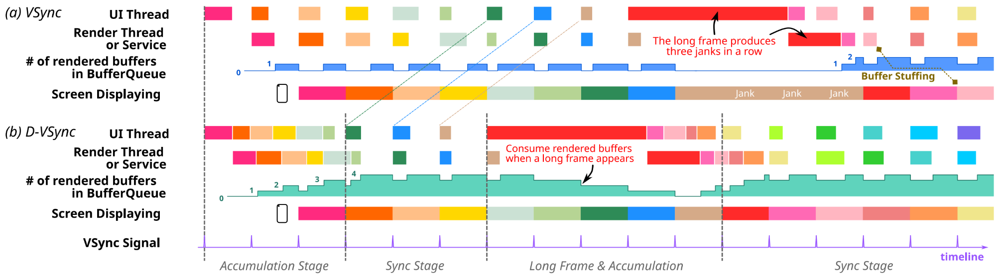 (a) VSync
UI Thread
Render Thread
or Service
The long frame produces
three janks in a row
# of rendered buffers
in BufferQueue
0
1
1
2
Buffer Stuffing
Screen Displaying
Jank
Jank
Jank
(b) D-VSync
UI Thread
Render Thread
or Service
Consume rendered buffers
when a long frame appears
# of rendered buffers
in BufferQueue
0
1
2
3
4
Screen Displaying
VSync Signal
timeline
Accumulation Stage
Sync Stage
Long Frame & Accumulation
Sync Stage